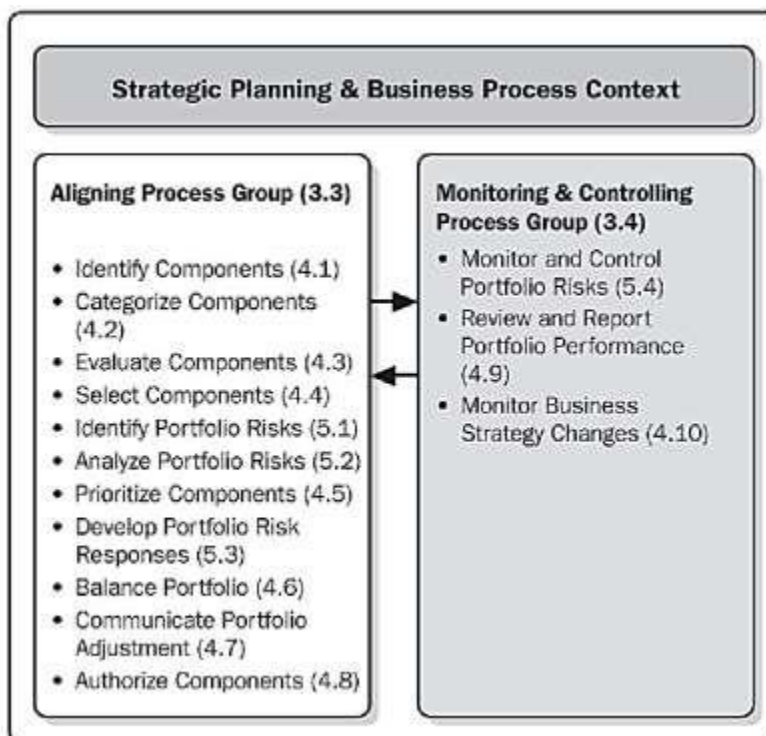 Strategic Planning & Business Process Context
Aligning Process Group (3.3)
• Identify Components (4.1)
• Categorize Components
(4.2)
• Evaluate Components (4.3)
• Select Components (4.4)
• Identify Portfolio Risks (5.1)
• Analyze Portfolio Risks (5.2)
• Prioritize Components (4.5)
• Develop Portfolio Risk
Responses (5.3)
• Balance Portfolio (4.6)
• Communicate Portfolio
Adjustment (4.7)
• Authorize Components (4.8)
Monitoring & Controlling
Process Group (3.4)
• Monitor and Control
Portfolio Risks (5.4)
• Review and Report
Portfolio Performance
(4.9)
• Monitor Business
Strategy Changes (4.10)